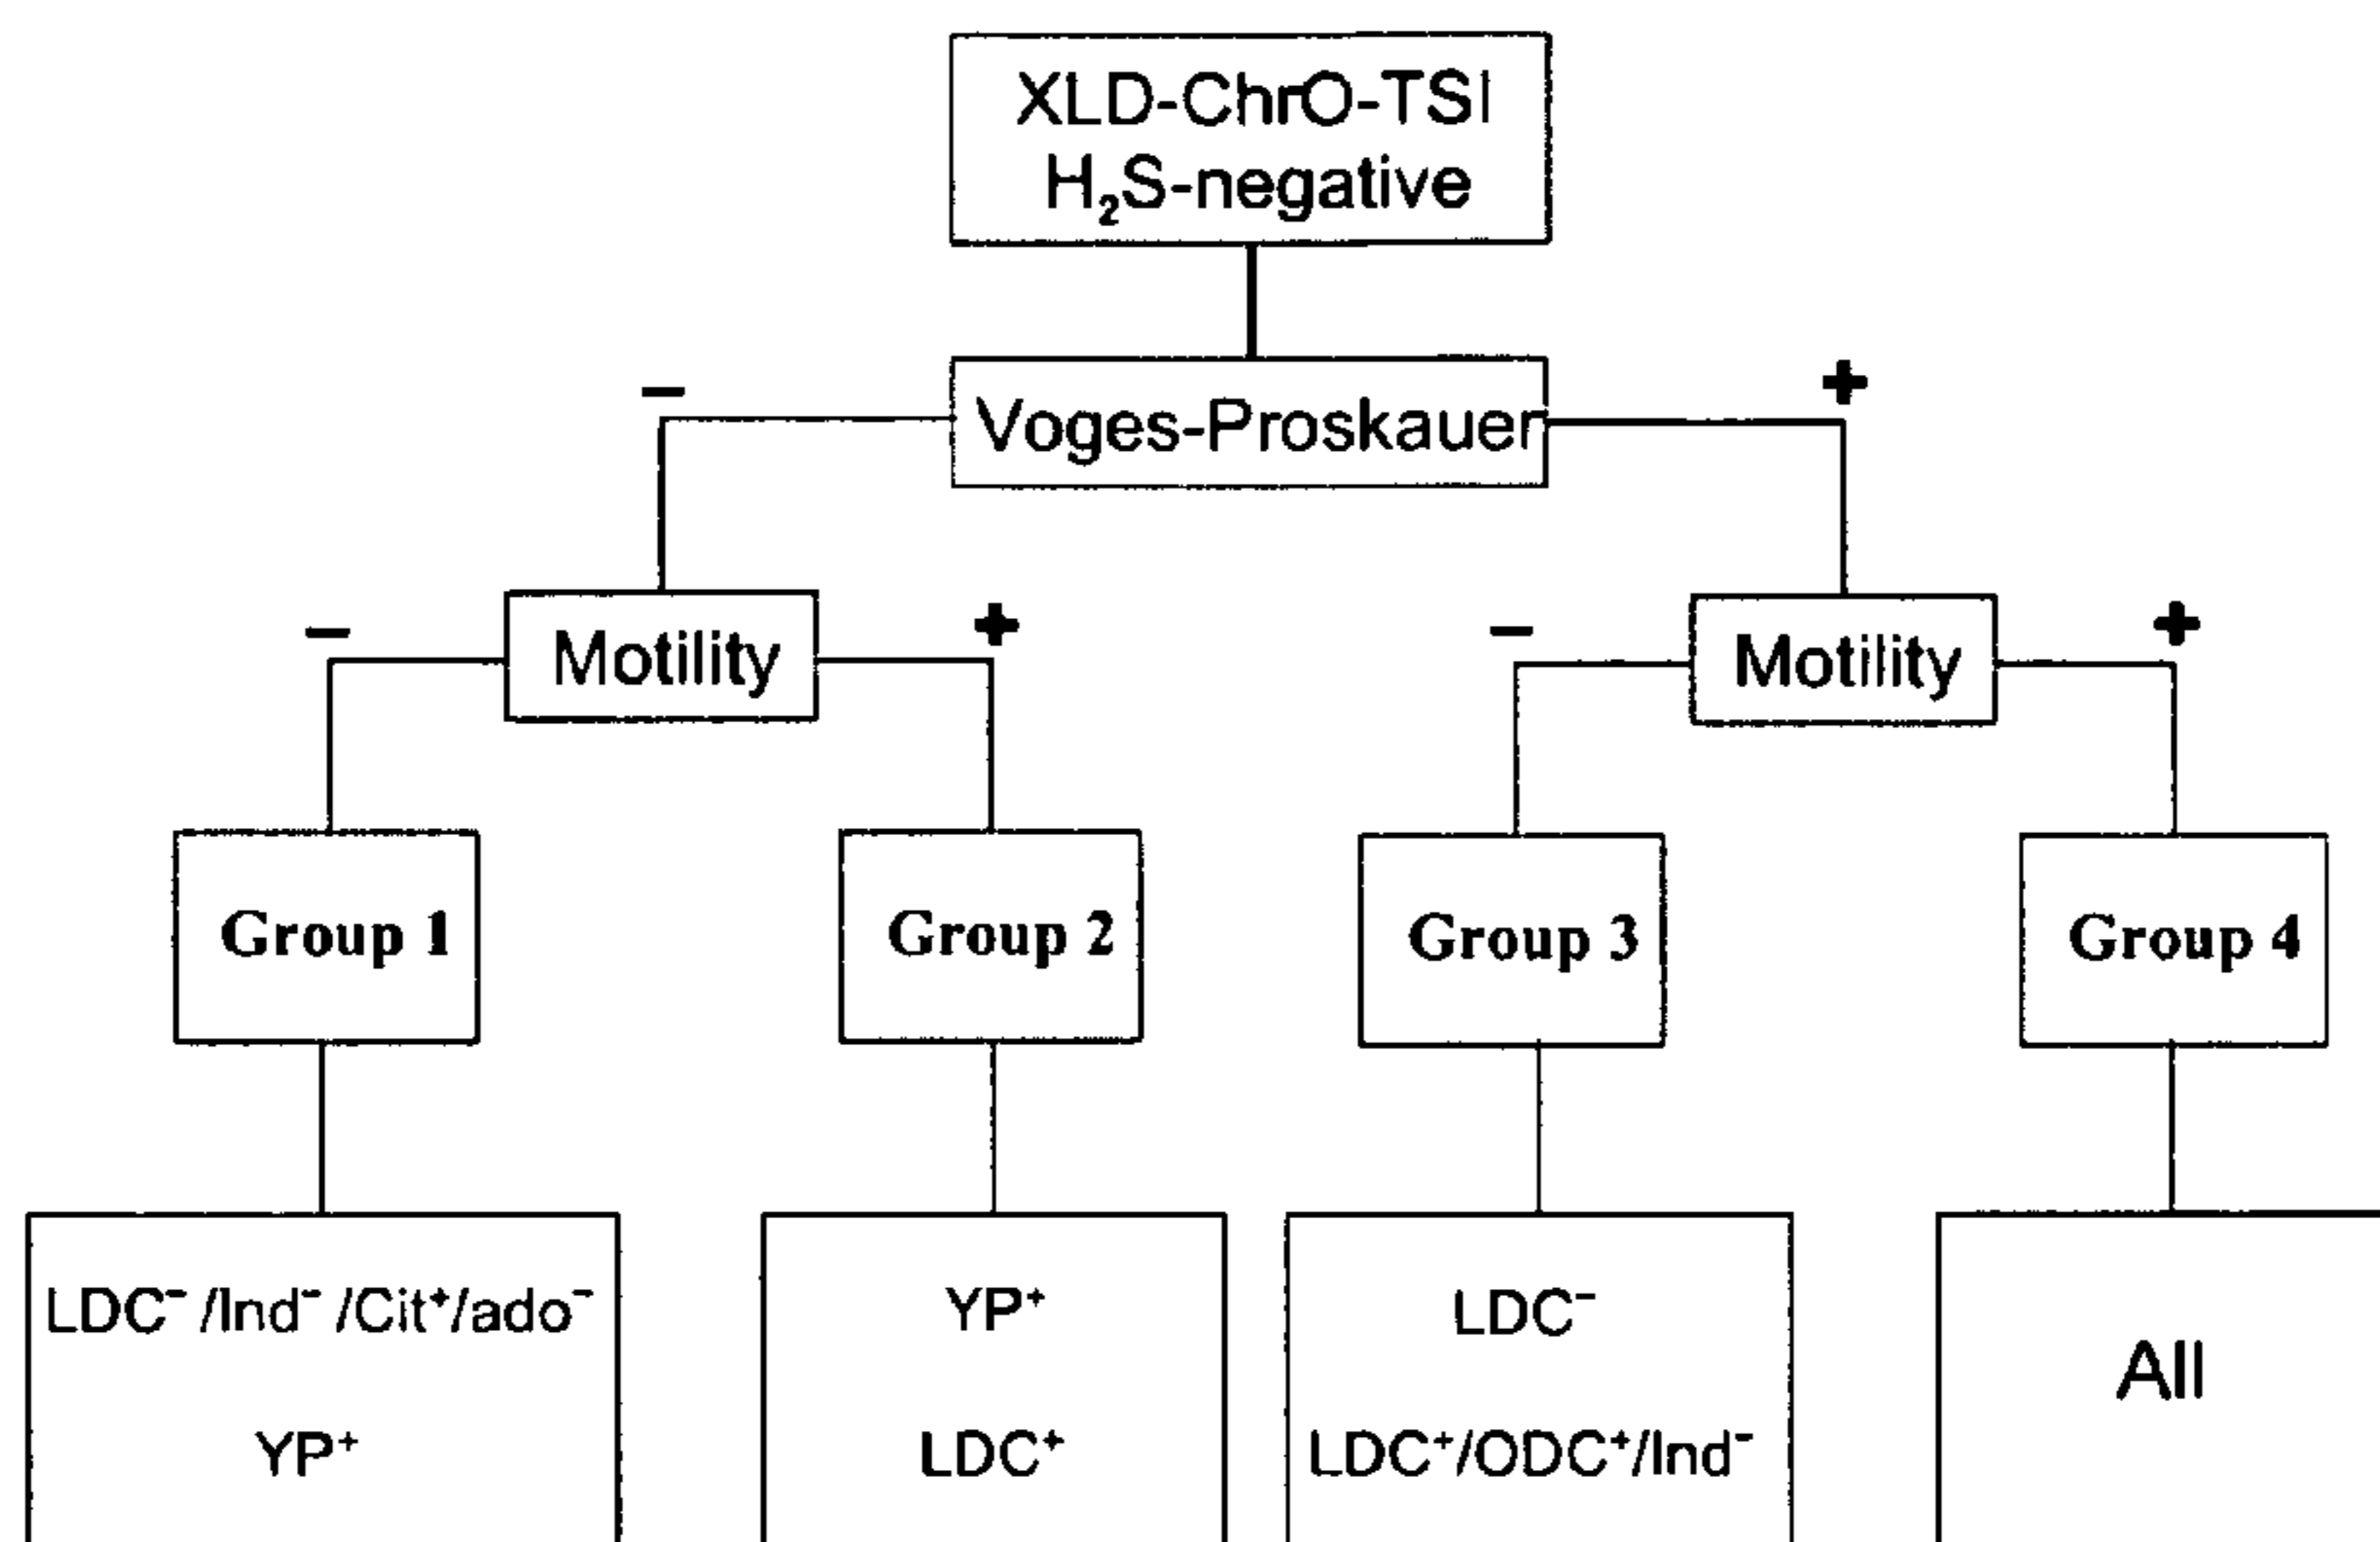 XLD-ChrO-TSI
H₂S-negative
− +
Voges-Proskauer
− + − +
Motility Motility
Group 1 Group 2 Group 3 Group 4
LDC⁻/Ind⁻/Cit⁺/ado⁻ YP⁺ LDC⁻
All
YP⁺ LDC⁺ LDC⁺/ODC⁺/Ind⁻